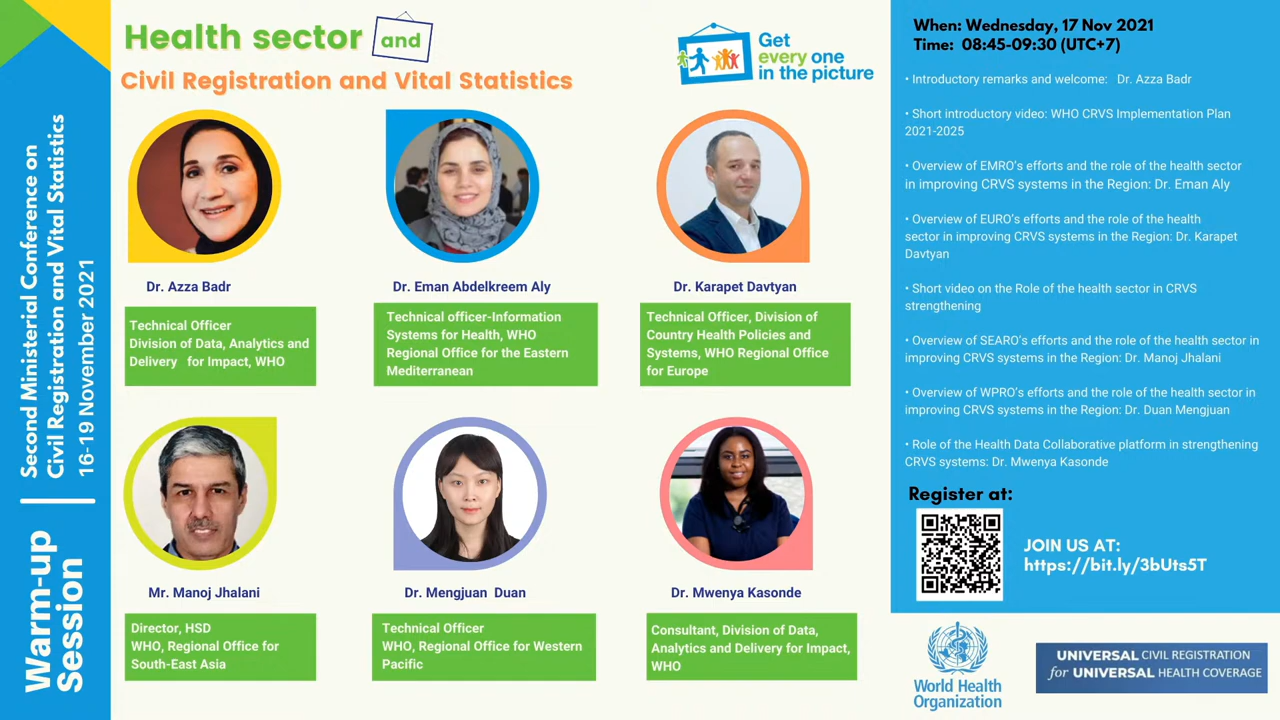 Second Ministerial Conference on
Civil Registration and Vital Statistics
16-19 November 2021
Warm-up
Session
Health sector and
Civil Registration and Vital Statistics
Get
every one
in the picture
Dr. Azza Badr
Technical Officer
Division of Data, Analytics and
Delivery for Impact, WHO
Dr. Eman Abdelkreem Aly
Technical officer-Information
Systems for Health, WHO
Regional Office for the Eastern
Mediterranean
Dr. Karapet Davtyan
Technical Officer, Division of
Country Health Policies and
Systems, WHO Regional Office
for Europe
Mr. Manoj Jhalani
Director, HSD
WHO, Regional Office for
South-East Asia
Dr. Mengjuan Duan
Technical Officer
WHO, Regional Office for Western
Pacific
Dr. Mwenya Kasonde
Consultant, Division of Data,
Analytics and Delivery for Impact,
WHO
When: Wednesday, 17 Nov 2021
Time: 08:45-09:30 (UTC+7)
• Introductory remarks and welcome: Dr. Azza Badr
• Short introductory video: WHO CRVS Implementation Plan
2021-2025
• Overview of EMRO's efforts and the role of the health sector
in improving CRVS systems in the Region: Dr. Eman Aly
• Overview of EURO's efforts and the role of the health
sector in improving CRVS systems in the Region: Dr. Karapet
Davtyan
• Short video on the Role of the health sector in CRVS
strengthening
• Overview of SEARO's efforts and the role of the health sector in
improving CRVS systems in the Region: Dr. Manoj Jhalani
• Overview of WPRO's efforts and the role of the health sector in
improving CRVS systems in the Region: Dr. Duan Mengjuan
• Role of the Health Data Collaborative platform in strengthening
CRVS systems: Dr. Mwenya Kasonde
Register at:
JOIN US AT:
https://bit.ly/3bUts5T
World Health
Organization
UNIVERSAL CIVIL REGISTRATION
for UNIVERSAL HEALTH COVERAGE